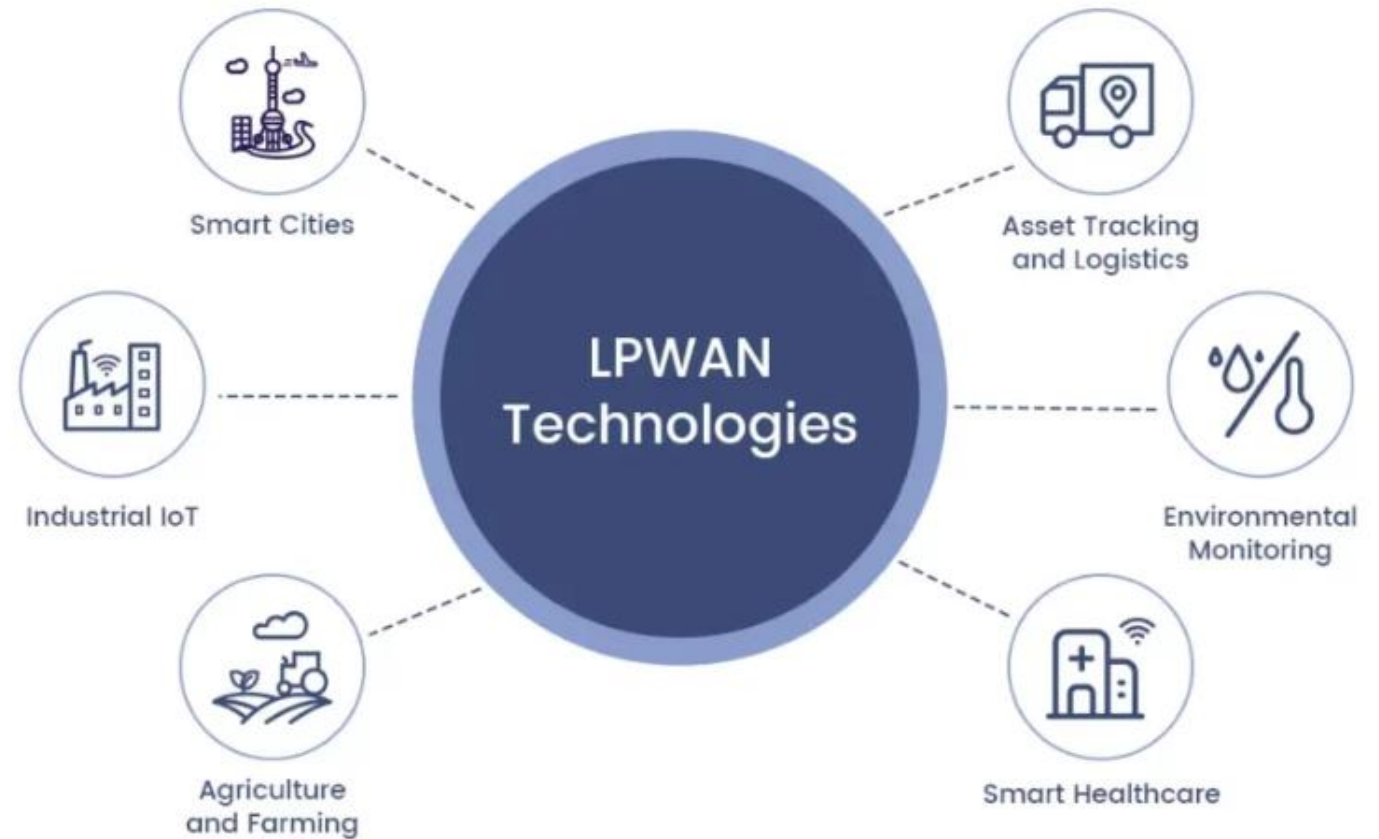 Smart Cities
Asset Tracking
and Logistics
LPWAN
Technologies
Industrial IoT
Environmental
Monitoring
Agriculture
and Farming
Smart Healthcare